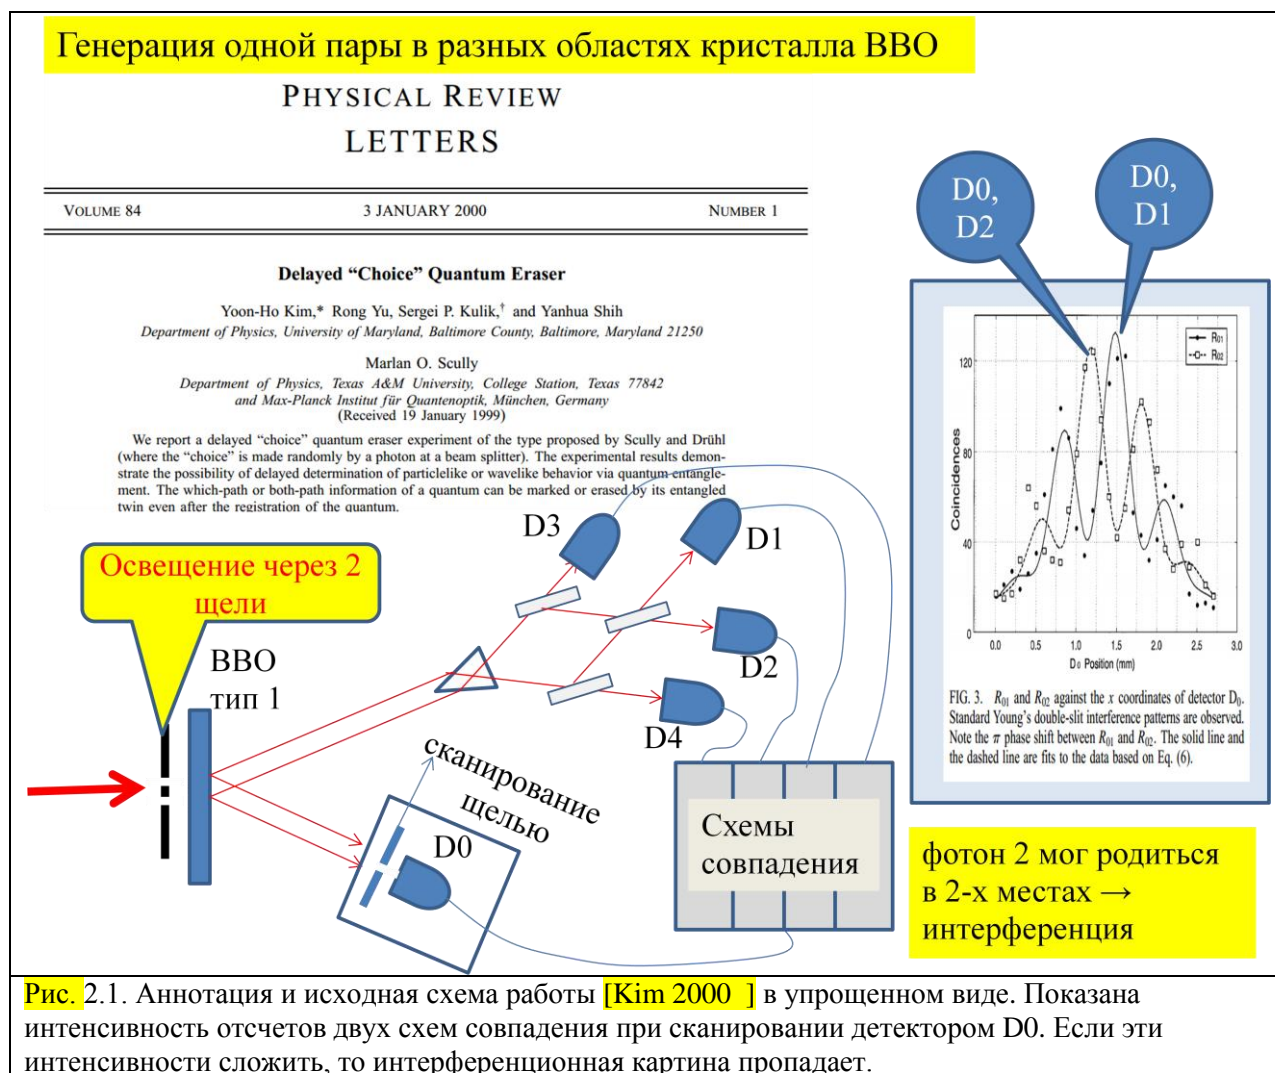 Генерация одной пары в разных областях кристалла BBO
PHYSICAL REVIEW
LETTERS
VOLUME 84
3 JANUARY 2000
NUMBER 1
Delayed “Choice” Quantum Eraser
Yoon-Ho Kim,* Rong Yu, Sergei P. Kulik,† and Yanhua Shih
Department of Physics, University of Maryland, Baltimore County, Baltimore, Maryland 21250
Marlan O. Scully
Department of Physics, Texas A&M University, College Station, Texas 77842
and Max-Planck Institut für Quantenoptik, München, Germany
(Received 19 January 1999)
We report a delayed “choice” quantum eraser experiment of the type proposed by Scully and Drühl
(where the “choice” is made randomly by a photon at a beam splitter). The experimental results demon-
strate the possibility of delayed determination of particlelike or wavelike behavior via quantum entangle-
ment. The which-path or both-path information of a quantum can be marked or erased by its entangled
twin even after the registration of the quantum.
D0,
D2
D0,
D1
R01
R02
120
80
40
0
Coincidences
0.0
0.5
1.0
1.5
2.0
2.5
3.0
D0 Position (mm)
FIG. 3. R01 and R02 against the x coordinates of detector D0.
Standard Young's double-slit interference patterns are observed.
Note the π phase shift between R01 and R02. The solid line and
the dashed line are fits to the data based on Eq. (6).
Освещение через 2
щели
BBO
тип 1
D3
D1
D2
D4
сканирование
щелью
D0
Схемы
совпадения
фотон 2 мог родиться
в 2-х местах →
интерференция
Рис. 2.1. Аннотация и исходная схема работы [Kim 2000 ] в упрощенном виде. Показана
интенсивность отсчетов двух схем совпадения при сканировании детектором D0. Если эти
интенсивности сложить, то интерференционная картина пропадает.